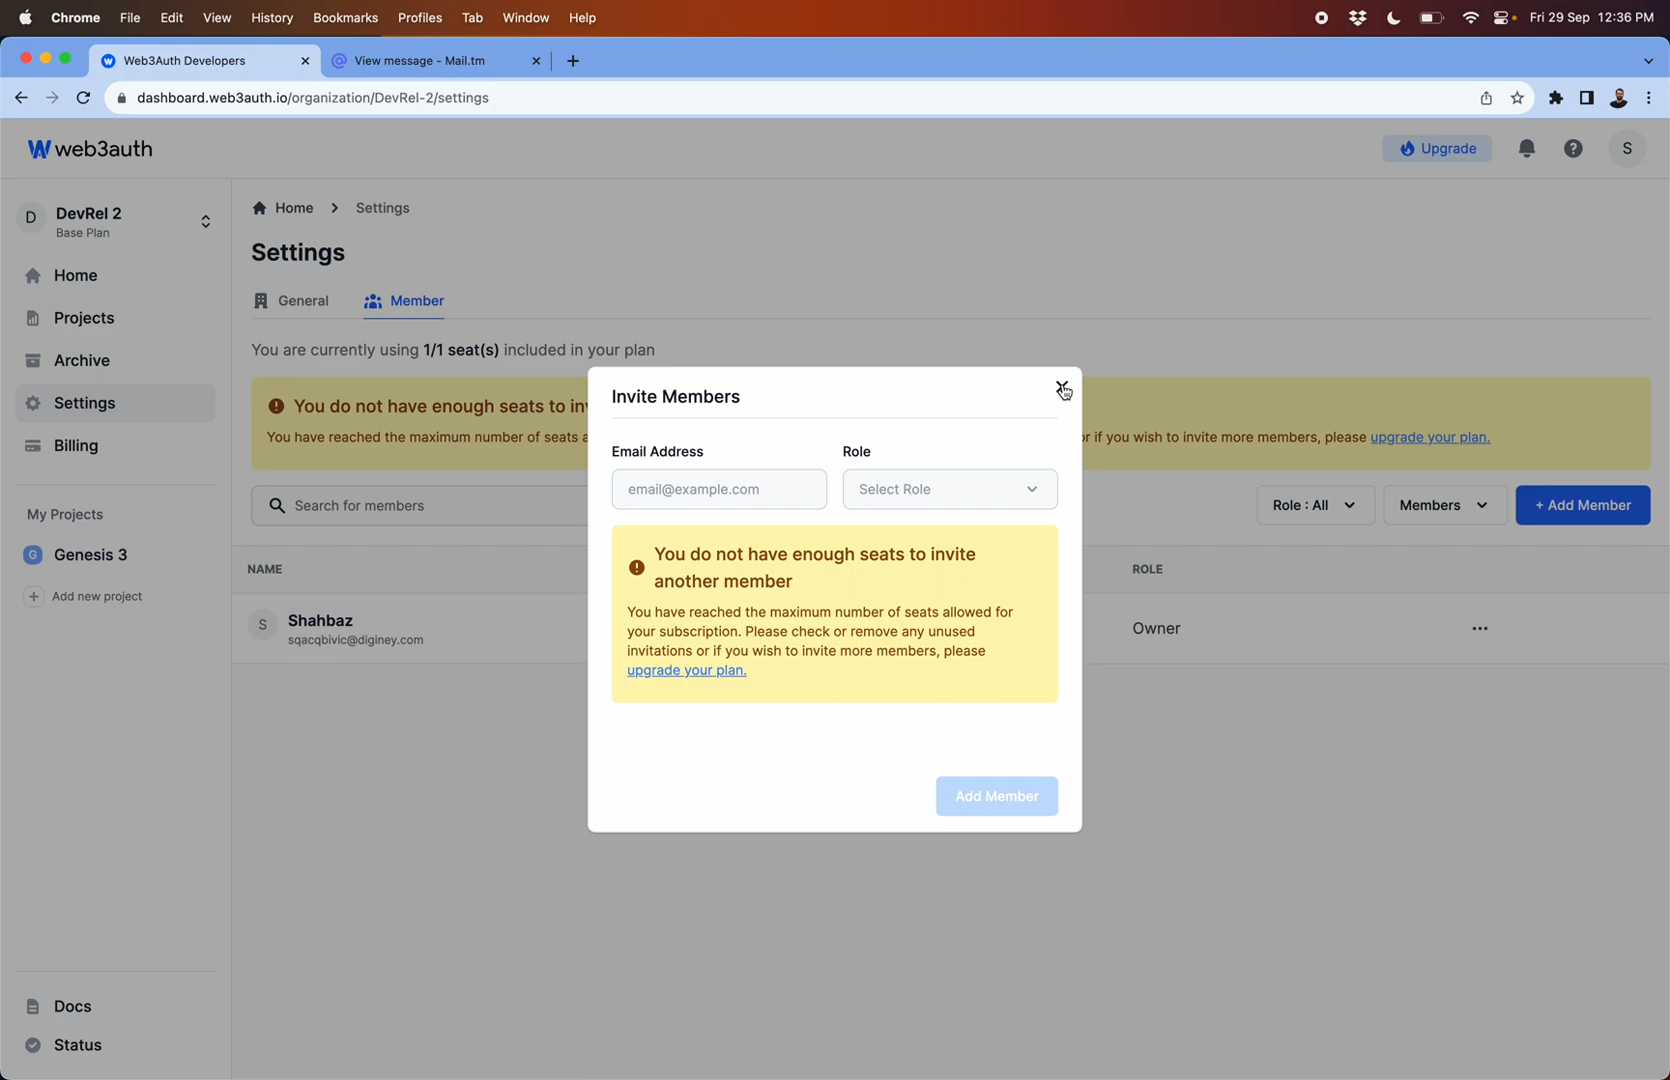 Chrome File Edit View History Bookmarks Profiles Tab Window Help Fri 29 Sep 12:36 PM
Web3Auth Developers View message - Mail.tm
dashboard.web3auth.io/organization/DevRel-2/settings
web3auth Upgrade S
D DevRel 2
Base Plan
Home
Projects
Archive
Settings
Billing
My Projects
G Genesis 3
Add new project
Docs
Status
Home Settings
Settings
General Member
You are currently using 1/1 seat(s) included in your plan
You do not have enough seats to in
You have reached the maximum number of seats
if you wish to invite more members, please upgrade your plan.
Search for members Role : All Members + Add Member
NAME ROLE
S Shahbaz Owner
sqacqbivic@diginey.com
Invite Members
Email Address Role
email@example.com Select Role
You do not have enough seats to invite
another member
You have reached the maximum number of seats allowed for
your subscription. Please check or remove any unused
invitations or if you wish to invite more members, please
upgrade your plan.
Add Member